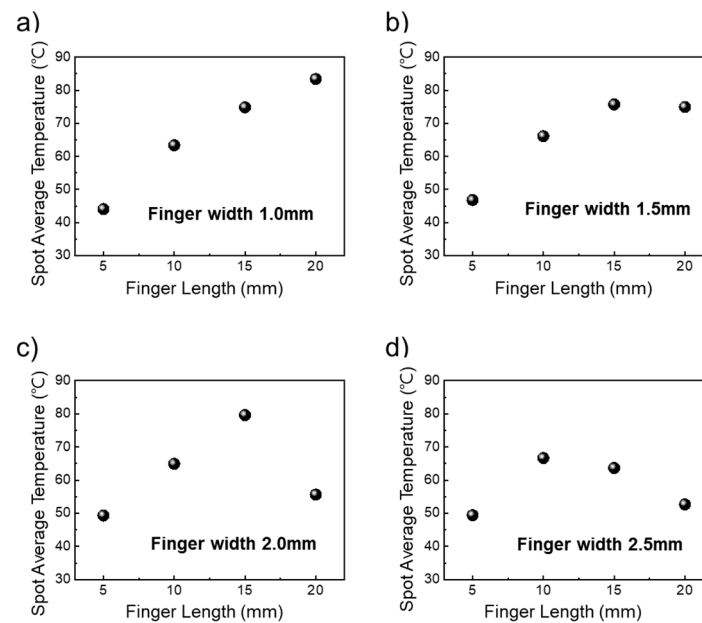 a)
Spot Average Temperature (℃)
90
80
70
60
50
40
30
Finger width 1.0mm
5 10 15 20
Finger Length (mm)
b)
Spot Average Temperature (℃)
90
80
70
60
50
40
30
Finger width 1.5mm
5 10 15 20
Finger Length (mm)
c)
Spot Average Temperature (℃)
90
80
70
60
50
40
30
Finger width 2.0mm
5 10 15 20
Finger Length (mm)
d)
Spot Average Temperature (℃)
90
80
70
60
50
40
30
Finger width 2.5mm
5 10 15 20
Finger Length (mm)